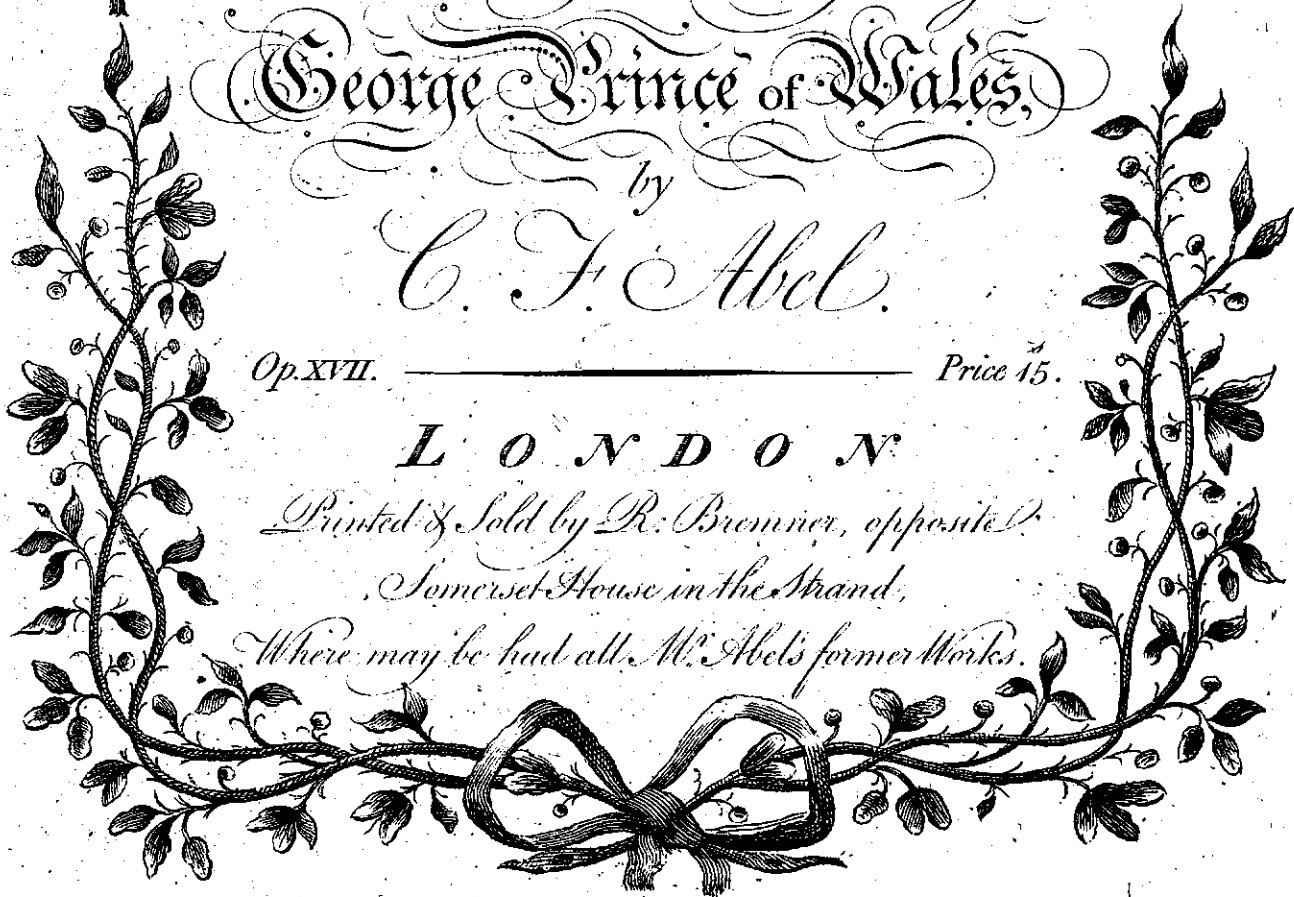 George Prince of Wales,
by
C. F. Abel.
Op. XVII. Price 15.s
LONDON
Printed & Sold by R: Bremner, opposite
Somerset House in the Strand,
Where may be had all Mr. Abel's former Works.